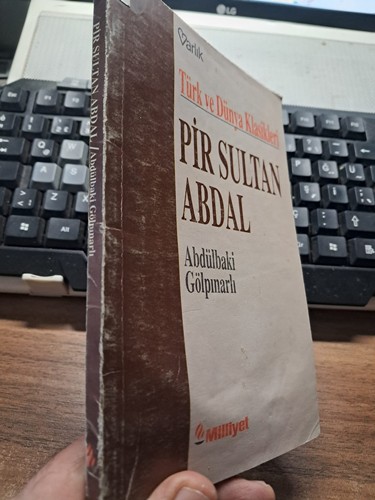 Varlık
Türk ve Dünya Klasikleri
PİR SULTAN
ABDAL
Abdülbaki
Gölpınarlı
Milliyet
PİR SULTAN ABDAL / Abdülbaki Gölpınarlı
LG